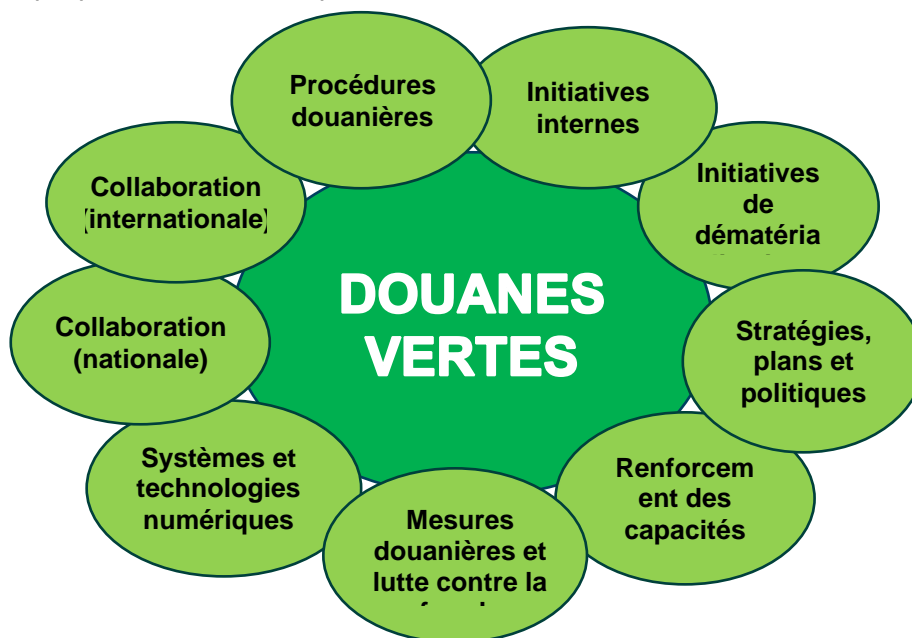 Procédures
douanières
Initiatives
internes
Collaboration
(internationale)
Initiatives
de
dématéria
DOUANES
VERTES
Collaboration
(nationale)
Stratégies,
plans et
politiques
Systèmes et
technologies
numériques
Renforcem
ent des
capacités
Mesures
douanières et
lutte contre la